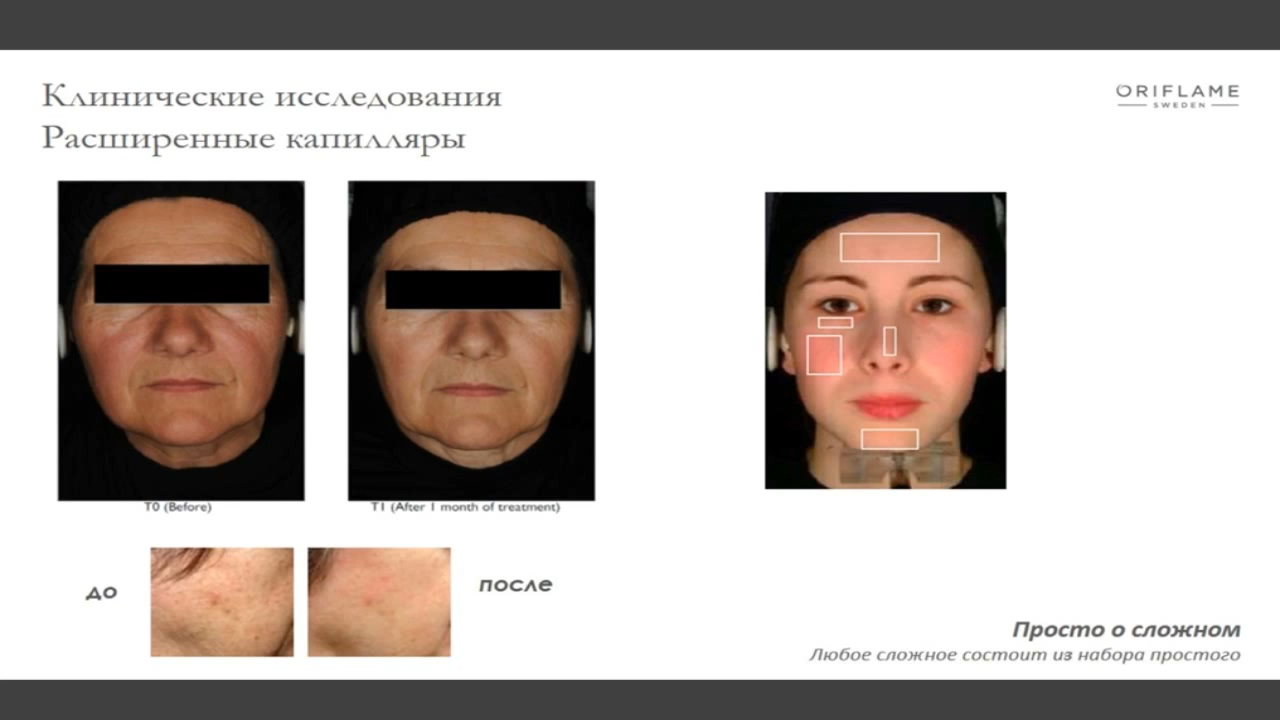 Клинические исследования
Расширенные капилляры
ORIFLAME
SWEDEN
T0 (Before)
T1 (After 1 month of treatment)
до
после
Просто о сложном
Любое сложное состоит из набора простого